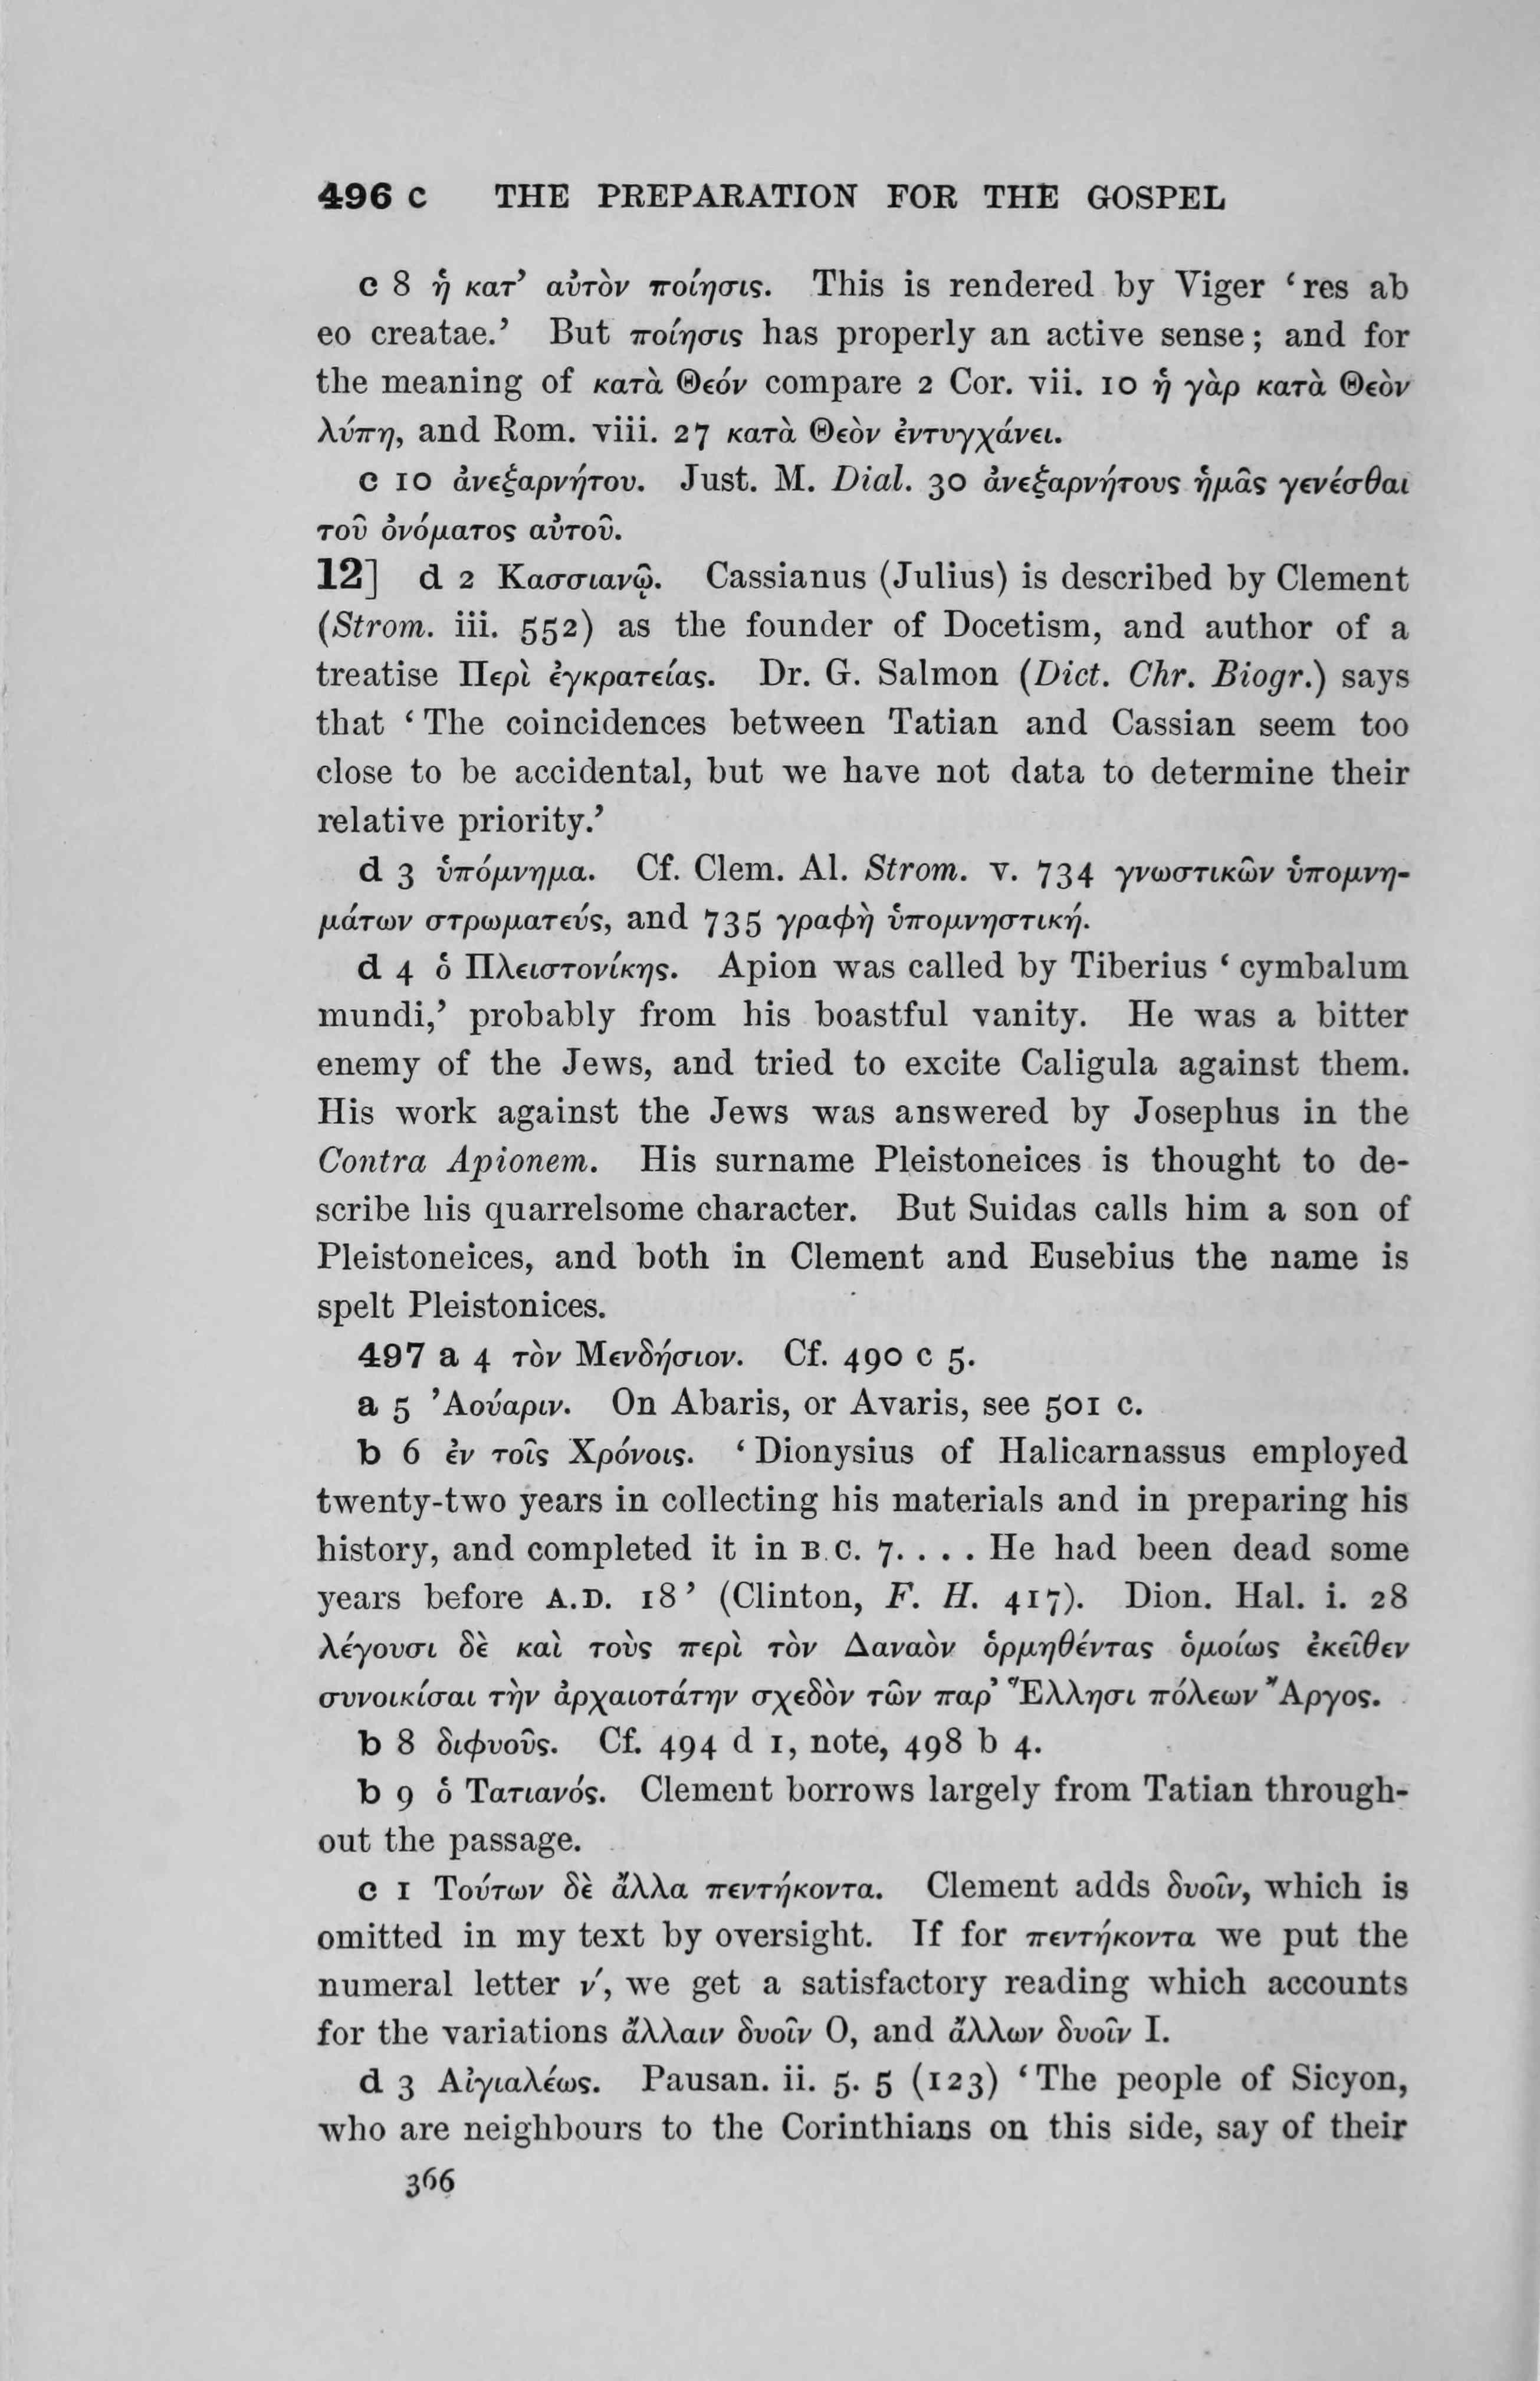 496 c THE PREPARATION FOR THE GOSPEL
c 8 ἡ κατ’ αὐτὸν ποίησις. This is rendered by Viger ‘res ab
eo creatae.’ But ποίησις has properly an active sense; and for
the meaning of κατὰ Θεόν compare 2 Cor. vii. 10 ἡ γὰρ κατὰ Θεὸν
λύπη, and Rom. viii. 27 κατὰ Θεὸν ἐντυγχάνει.
c 10 ἀνεξαρνήτου. Just. M. Dial. 30 ἀνεξαρνήτους ἡμᾶς γενέσθαι
τοῦ ὀνόματος αὐτοῦ.
12] d 2 Κασσιανῷ. Cassianus (Julius) is described by Clement
(Strom. iii. 552) as the founder of Docetism, and author of a
treatise Περὶ ἐγκρατείας. Dr. G. Salmon (Dict. Chr. Biogr.) says
that ‘The coincidences between Tatian and Cassian seem too
close to be accidental, but we have not data to determine their
relative priority.’
d 3 ὑπόμνημα. Cf. Clem. Al. Strom. v. 734 γνωστικῶν ὑπομνη-
μάτων στρωματεύς, and 735 γραφὴ ὑπομνηστική.
d 4 ὁ Πλειστονίκης. Apion was called by Tiberius ‘cymbalum
mundi,’ probably from his boastful vanity. He was a bitter
enemy of the Jews, and tried to excite Caligula against them.
His work against the Jews was answered by Josephus in the
Contra Apionem. His surname Pleistoneices is thought to de-
scribe his quarrelsome character. But Suidas calls him a son of
Pleistoneices, and both in Clement and Eusebius the name is
spelt Pleistonices.
497 a 4 τὸν Μενδήσιον. Cf. 490 c 5.
a 5 Ἀούαριν. On Abaris, or Avaris, see 501 c.
b 6 ἐν τοῖς Χρόνοις. ‘Dionysius of Halicarnassus employed
twenty-two years in collecting his materials and in preparing his
history, and completed it in B.C. 7. . . . He had been dead some
years before A.D. 18’ (Clinton, F. H. 417). Dion. Hal. i. 28
λέγουσι δὲ καὶ τοὺς περὶ τὸν Δαναὸν ὁρμηθέντας ὁμοίως ἐκεῖθεν
συνοικίσαι τὴν ἀρχαιοτάτην σχεδὸν τῶν παρ’ Ἕλλησι πόλεων Ἄργος.
b 8 διφυοῦς. Cf. 494 d 1, note, 498 b 4.
b 9 ὁ Τατιανός. Clement borrows largely from Tatian through-
out the passage.
c 1 Τούτων δὲ ἄλλα πεντήκοντα. Clement adds δυοῖν, which is
omitted in my text by oversight. If for πεντήκοντα we put the
numeral letter ν′, we get a satisfactory reading which accounts
for the variations ἄλλαιν δυοῖν O, and ἄλλων δυοῖν I.
d 3 Αἰγιαλέως. Pausan. ii. 5. 5 (123) ‘The people of Sicyon,
who are neighbours to the Corinthians on this side, say of their
366